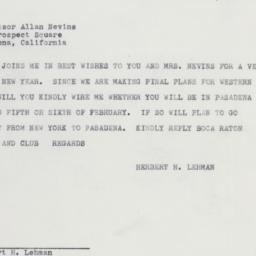 sor Allan Nevins
rospect Square
ena, California
JOINS ME IN BEST WISHES TO YOU AND MRS. NEVINS FOR A VE
NEW YEAR. SINCE WE ARE MAKING FINAL PLANS FOR WESTERN
ILL YOU KINDLY WIRE ME WHETHER YOU WILL BE IN PASADENA
G FIFTH OR SIXTH OF FEBRUARY. IF SO WILL PLAN TO GO
Y FROM NEW YORK TO PASADENA. KINDLY REPLY BOCA RATON
AND CLUB REGARDS
HERBERT H. LEHMAN
rt H. Lehman